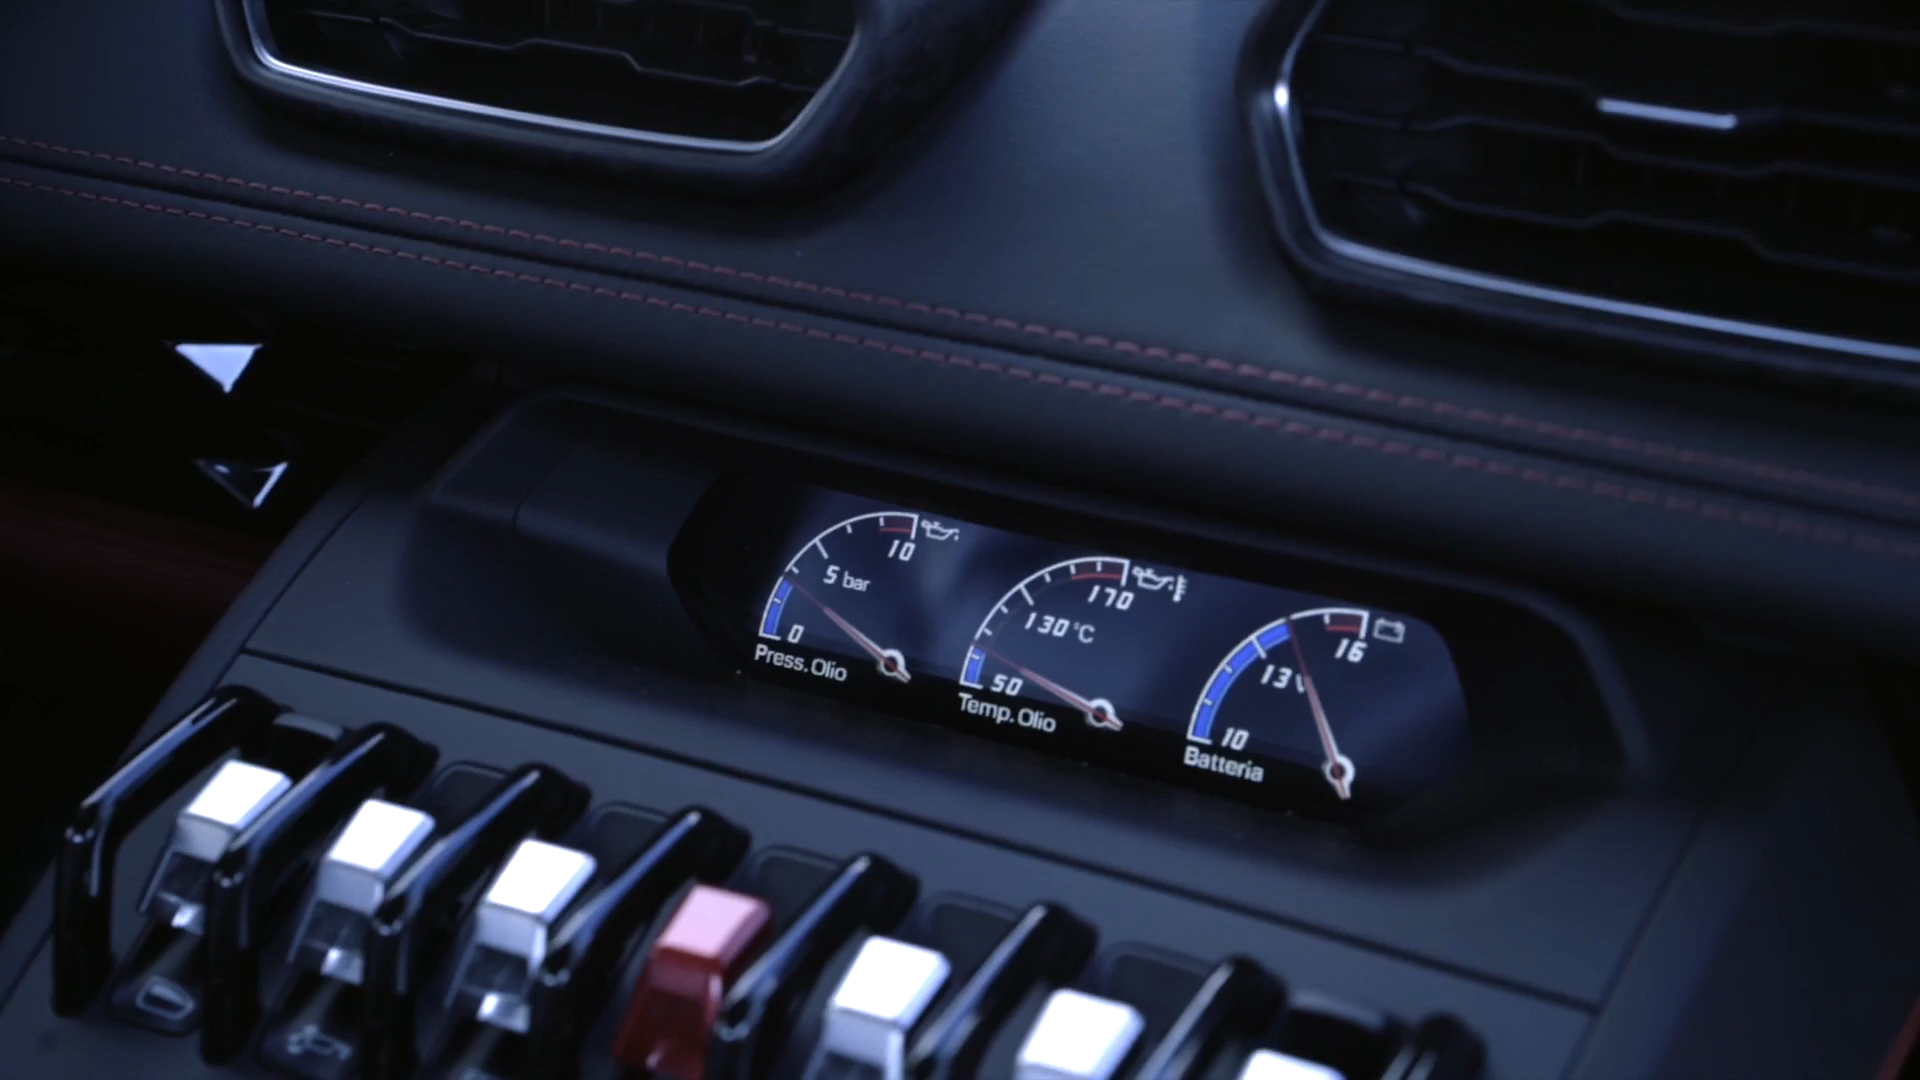 10
5 bar
0
Press. Olio
170
130 °C
50
Temp. Olio
16
13 V
10
Batteria